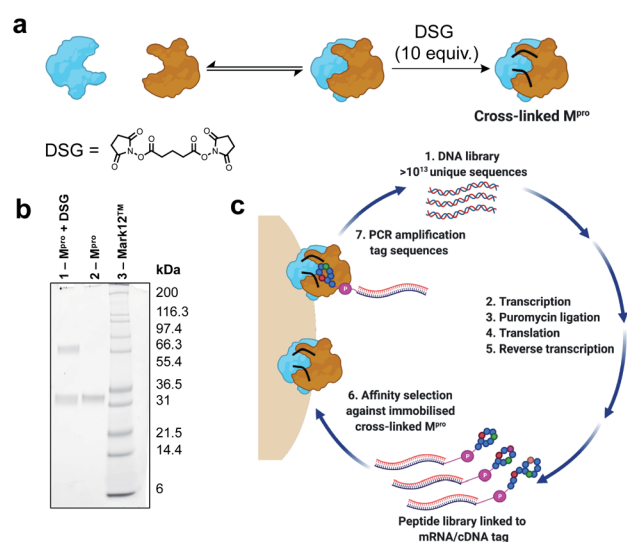 a
DSG
(10 equiv.)
Cross-linked Mᵖʳᵒ
DSG =
O
O
O
O
N
O
O
N
O
O
b
1 – Mᵖʳᵒ + DSG
2 – Mᵖʳᵒ
3 – Mark12™
kDa
200
116.3
97.4
66.3
55.4
36.5
31
21.5
14.4
6
c
1. DNA library
>10¹³ unique sequences
7. PCR amplification
tag sequences
P
2. Transcription
3. Puromycin ligation
4. Translation
5. Reverse transcription
6. Affinity selection
against immobilised
cross-linked Mᵖʳᵒ
P
P
P
Peptide library linked to
mRNA/cDNA tag